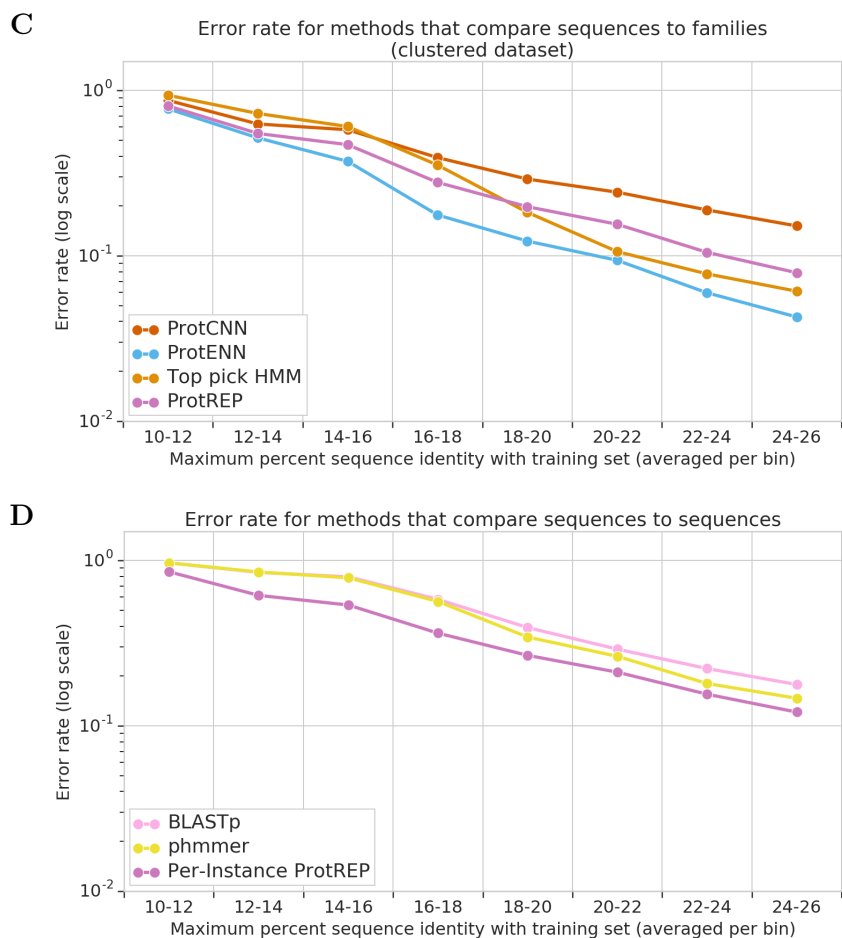 C
Error rate for methods that compare sequences to families
(clustered dataset)
Error rate (log scale)
10^0
10^-1
10^-2
ProtCNN
ProtENN
Top pick HMM
ProtREP
10-12 12-14 14-16 16-18 18-20 20-22 22-24 24-26
Maximum percent sequence identity with training set (averaged per bin)
D
Error rate for methods that compare sequences to sequences
Error rate (log scale)
10^0
10^-1
10^-2
BLASTp
phmmer
Per-Instance ProtREP
10-12 12-14 14-16 16-18 18-20 20-22 22-24 24-26
Maximum percent sequence identity with training set (averaged per bin)